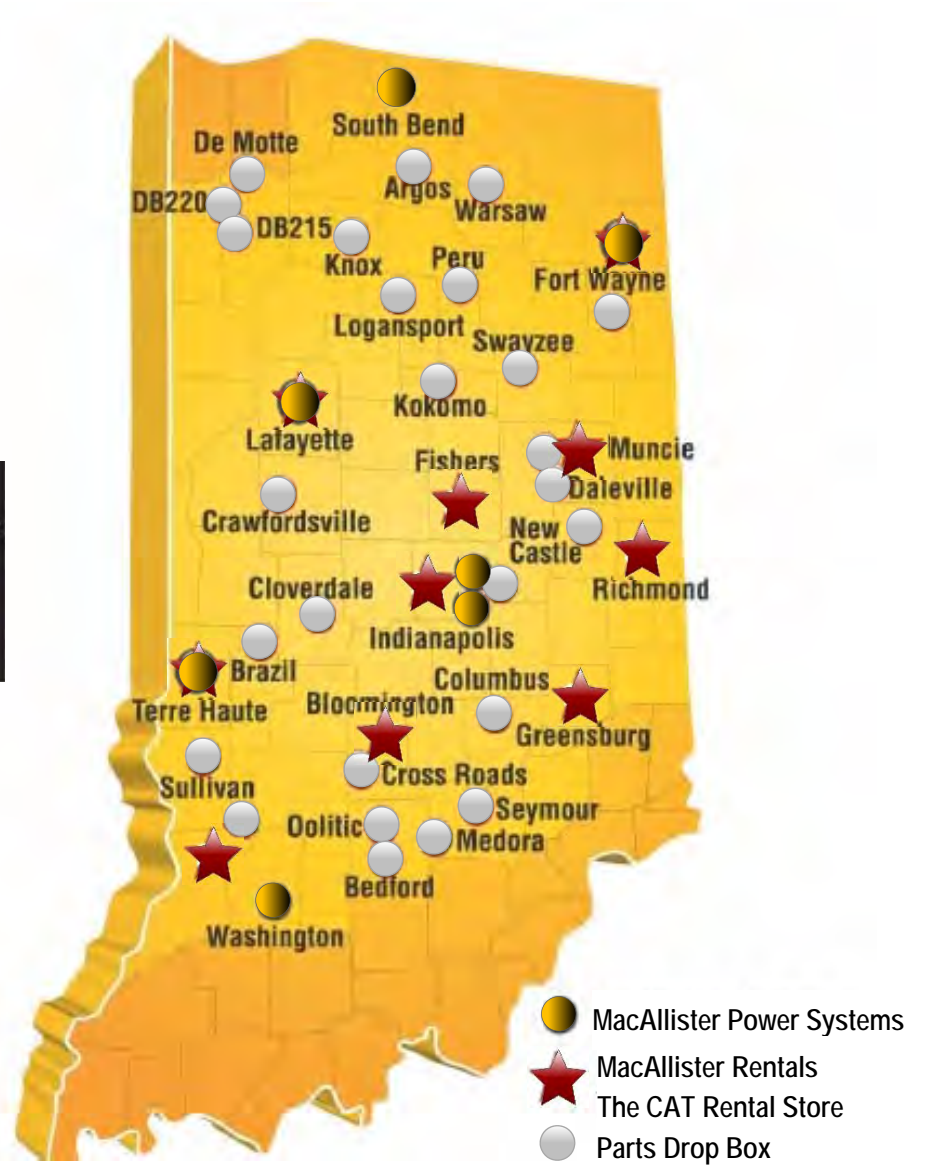 South Bend
De Motte
Argos
Warsaw
DB220
DB215
Knox
Peru
Fort Wayne
Logansport
Swayzee
Kokomo
Lafayette
Fishers
Muncie
Daleville
Crawfordsville
New
Castle
Richmond
Cloverdale
Indianapolis
Brazil
Columbus
Terre Haute
Bloomington
Greensburg
Cross Roads
Sullivan
Seymour
Oolitic
Medora
Bedford
Washington
MacAllister Power Systems
MacAllister Rentals
The CAT Rental Store
Parts Drop Box